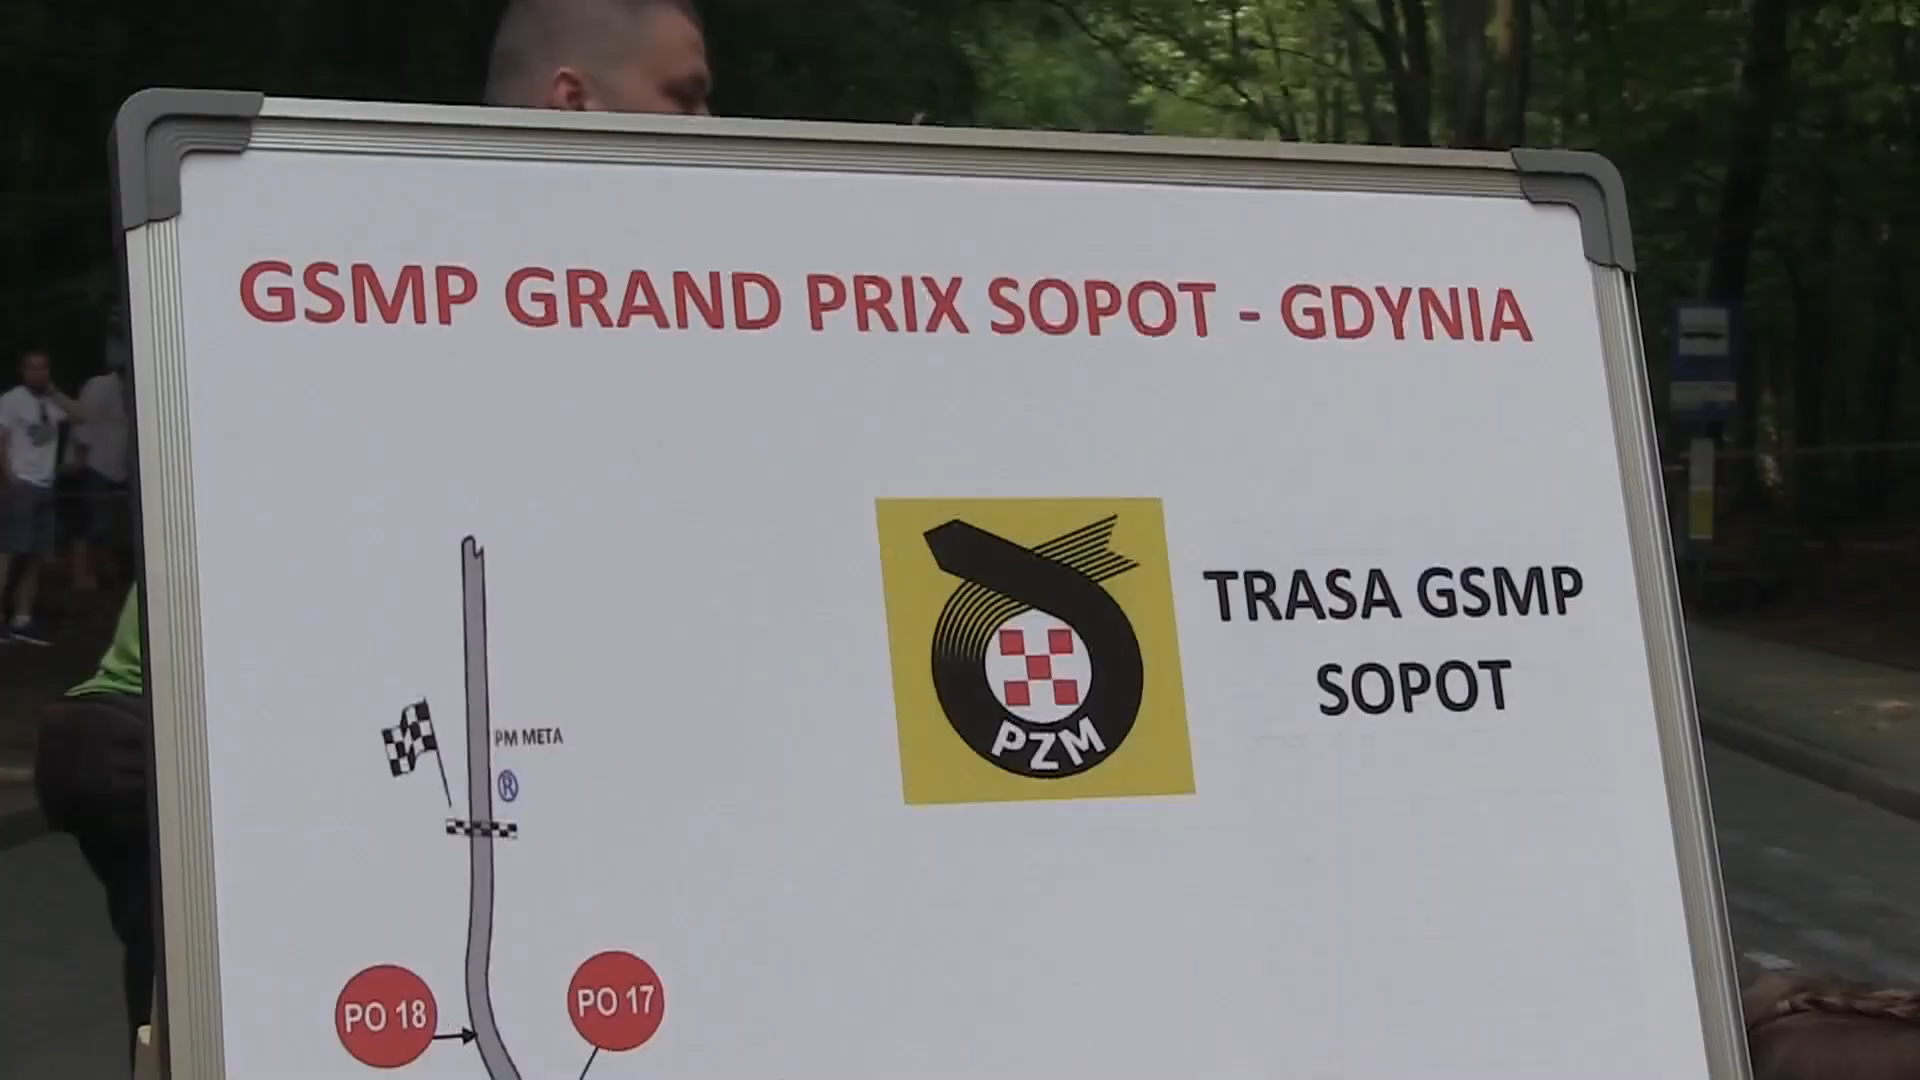 GSMP GRAND PRIX SOPOT - GDYNIA
TRASA GSMP
SOPOT
PZM
PM META
®
PO 18
PO 17